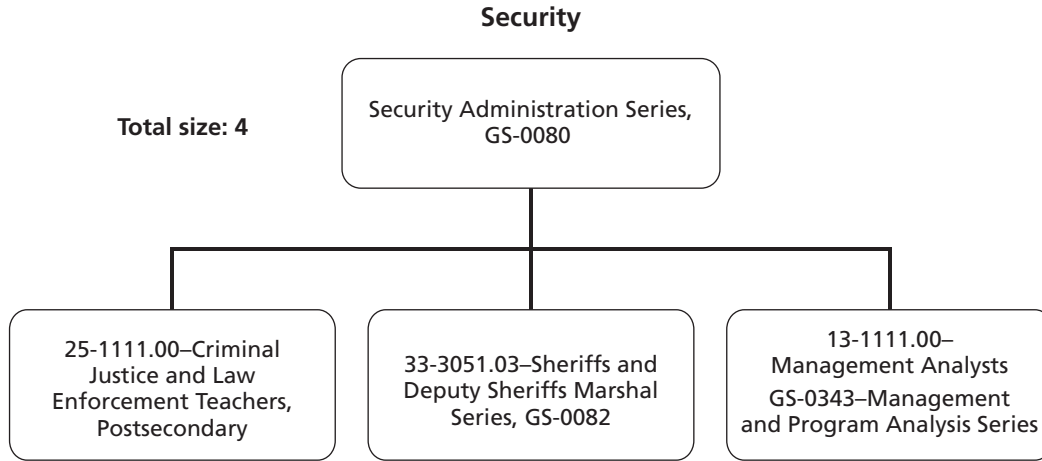 Security
Total size: 4
Security Administration Series,
GS-0080
25-1111.00–Criminal
Justice and Law
Enforcement Teachers,
Postsecondary
33-3051.03–Sheriffs and
Deputy Sheriffs Marshal
Series, GS-0082
13-1111.00–
Management Analysts
GS-0343–Management
and Program Analysis Series